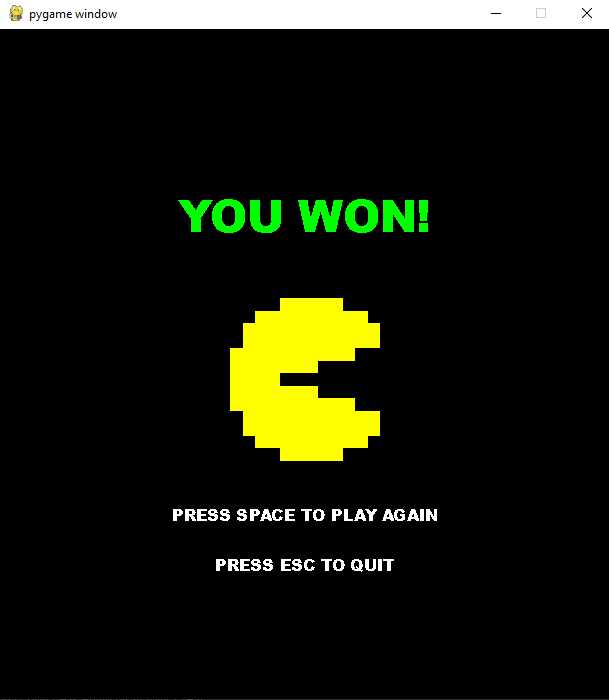 pygame window
YOU WON!
PRESS SPACE TO PLAY AGAIN
PRESS ESC TO QUIT